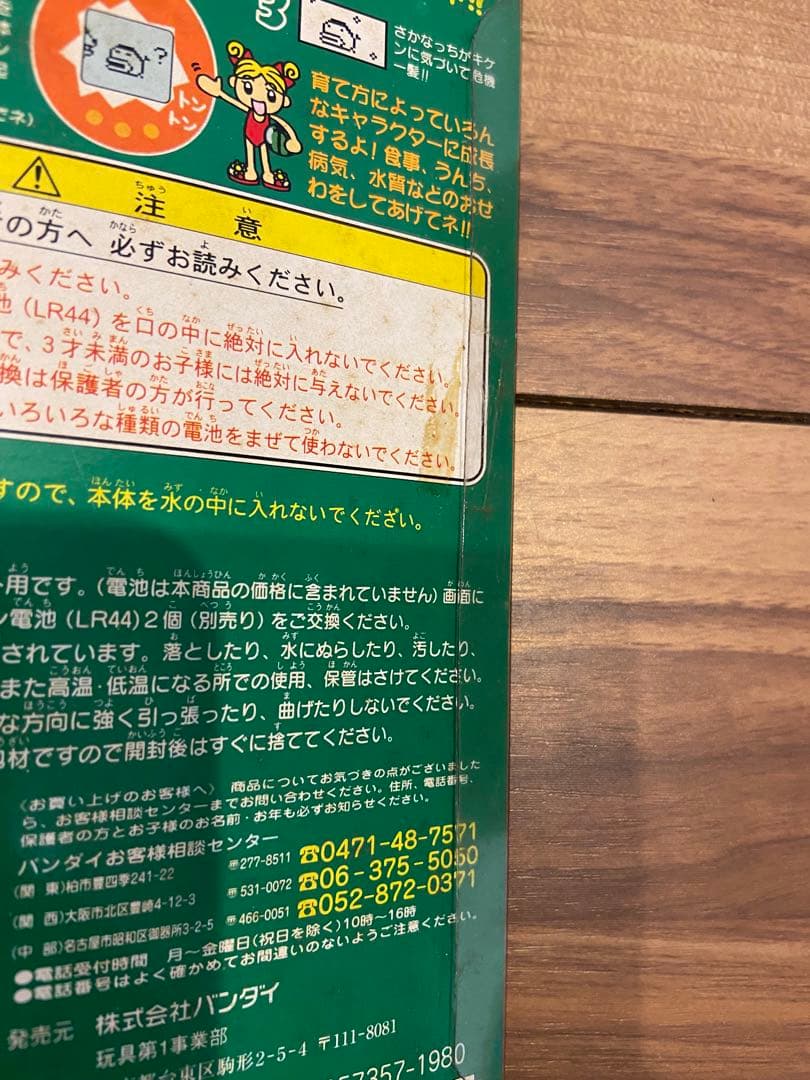 さかなっちがキケ
ンに気づいて危機
一髪!!
3
?
トントン
でネ)
育て方によっていろん
なキャラクターに成長
するよ!食事、うんち、
病気、水質などのおせ
わをしてあげてネ!!
注意
の方へ 必ずお読みください。
みください。
池(LR44)を口の中に絶対に入れないでください。
で、3才未満のお子様には絶対に与えないでください。
換は保護者の方が行ってください。
いろいろな種類の電池をまぜて使わないでください。
すので、本体を水の中に入れないでください。
用です。(電池は本商品の価格に含まれていません)画面に
ン電池(LR44)2個(別売り)をご交換ください。
されています。落としたり、水にぬらしたり、汚したり、
また高温・低温になる所での使用、保管はさけてください。
な方向に強く引っ張ったり、曲げたりしないでください。
材ですので開封後はすぐに捨ててください。
〈お買い上げのお客様へ〉 商品についてお気づきの点がございました
ら、お客様相談センターまでお問い合わせください。住所、電話番号、
保護者の方とお子様のお名前・お年も必ずお知らせください。
バンダイお客様相談センター
(関 東)柏市豊四季241-22 〒277-8511 ☎0471-48-7571
(関 西)大阪市北区豊崎4-12-3 〒531-0072 ☎06-375-5050
(中 部)名古屋市昭和区御器所3-2-5 〒466-0051 ☎052-872-0371
●電話受付時間 月〜金曜日(祝日を除く)10時〜16時
●電話番号はよく確かめてお間違いのないようご注意ください。
発売元 株式会社バンダイ
玩具第1事業部
台東区駒形2-5-4 〒111-8081
57357-1980